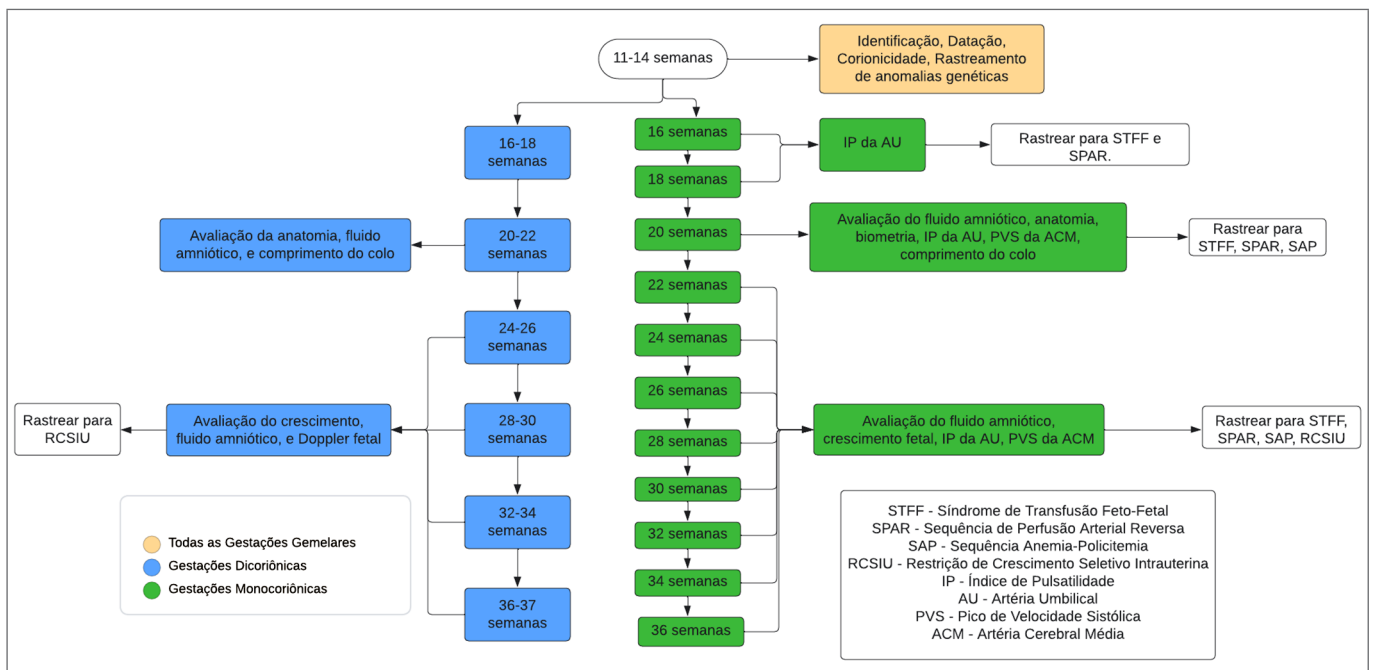 11-14 semanas
Identificação, Datação,
Corionicidade, Rastreamento
de anomalias genéticas
16-18
semanas
20-22
semanas
Avaliação da anatomia, fluido
amniótico, e comprimento do colo
24-26
semanas
28-30
semanas
32-34
semanas
36-37
semanas
Avaliação do crescimento,
fluido amniótico, e Doppler fetal
Rastrear para
RCSIU
16 semanas
18 semanas
IP da AU
Rastrear para STFF e
SPAR.
20 semanas
Avaliação do fluido amniótico, anatomia,
biometria, IP da AU, PVS da ACM,
comprimento do colo
Rastrear para
STFF, SPAR, SAP
22 semanas
24 semanas
26 semanas
28 semanas
30 semanas
32 semanas
34 semanas
36 semanas
Avaliação do fluido amniótico,
crescimento fetal, IP da AU, PVS da ACM
Rastrear para STFF,
SPAR, SAP, RCSIU
Todas as Gestações Gemelares
Gestações Dicoriônicas
Gestações Monocoriônicas
STFF - Síndrome de Transfusão Feto-Fetal
SPAR - Sequência de Perfusão Arterial Reversa
SAP - Sequência Anemia-Policitemia
RCSIU - Restrição de Crescimento Seletivo Intrauterina
IP - Índice de Pulsatilidade
AU - Artéria Umbilical
PVS - Pico de Velocidade Sistólica
ACM - Artéria Cerebral Média